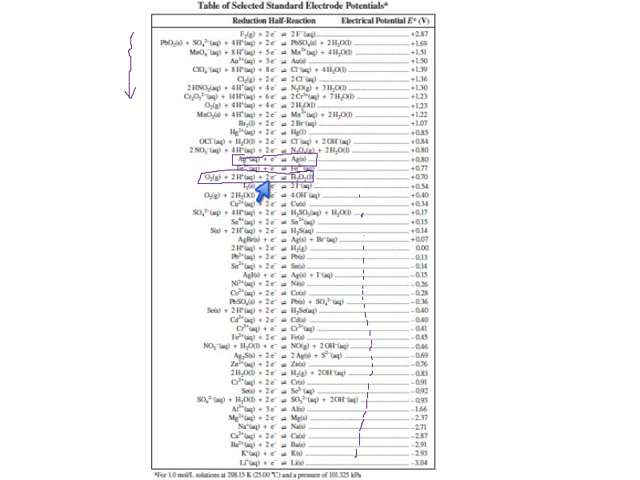 Table of Selected Standard Electrode Potentials*
Reduction Half-Reaction Electrical Potential E° (V)
F₂(g) + 2 e⁻ ⇌ 2 F⁻(aq) +2.87
PbO₂(s) + SO₄²⁻(aq) + 4 H⁺(aq) + 2 e⁻ ⇌ PbSO₄(s) + 2 H₂O(l) +1.69
MnO₄⁻(aq) + 8 H⁺(aq) + 5 e⁻ ⇌ Mn²⁺(aq) + 4 H₂O(l) +1.51
Au³⁺(aq) + 3 e⁻ ⇌ Au(s) +1.50
ClO₄⁻(aq) + 8 H⁺(aq) + 8 e⁻ ⇌ Cl⁻(aq) + 4 H₂O(l) +1.39
Cl₂(g) + 2 e⁻ ⇌ 2 Cl⁻(aq) +1.36
2 HNO₂(aq) + 4 H⁺(aq) + 4 e⁻ ⇌ N₂O(g) + 3 H₂O(l) +1.30
Cr₂O₇²⁻(aq) + 14 H⁺(aq) + 6 e⁻ ⇌ 2 Cr³⁺(aq) + 7 H₂O(l) +1.23
O₂(g) + 4 H⁺(aq) + 4 e⁻ ⇌ 2 H₂O(l) +1.23
MnO₂(s) + 4 H⁺(aq) + 2 e⁻ ⇌ Mn²⁺(aq) + 2 H₂O(l) +1.22
Br₂(l) + 2 e⁻ ⇌ 2 Br⁻(aq) +1.07
Hg²⁺(aq) + 2 e⁻ ⇌ Hg(l) +0.85
OCl⁻(aq) + H₂O(l) + 2 e⁻ ⇌ Cl⁻(aq) + 2 OH⁻(aq) +0.84
2 NO₃⁻(aq) + 4 H⁺(aq) + 2 e⁻ ⇌ N₂O₄(g) + 2 H₂O(l) +0.80
Ag⁺(aq) + e⁻ ⇌ Ag(s) +0.80
Fe³⁺(aq) + e⁻ ⇌ Fe²⁺(aq) +0.77
O₂(g) + 2 H⁺(aq) + 2 e⁻ ⇌ H₂O₂(l) +0.70
I₂(s) + 2 e⁻ ⇌ 2 I⁻(aq) +0.54
O₂(g) + 2 H₂O(l) + 4 e⁻ ⇌ 4 OH⁻(aq) +0.40
Cu²⁺(aq) + 2 e⁻ ⇌ Cu(s) +0.34
SO₄²⁻(aq) + 4 H⁺(aq) + 2 e⁻ ⇌ H₂SO₃(aq) + H₂O(l) +0.17
Sn⁴⁺(aq) + 2 e⁻ ⇌ Sn²⁺(aq) +0.15
S(s) + 2 H⁺(aq) + 2 e⁻ ⇌ H₂S(aq) +0.14
AgBr(s) + e⁻ ⇌ Ag(s) + Br⁻(aq) +0.07
2 H⁺(aq) + 2 e⁻ ⇌ H₂(g) 0.00
Pb²⁺(aq) + 2 e⁻ ⇌ Pb(s) −0.13
Sn²⁺(aq) + 2 e⁻ ⇌ Sn(s) −0.14
AgI(s) + e⁻ ⇌ Ag(s) + I⁻(aq) −0.15
Ni²⁺(aq) + 2 e⁻ ⇌ Ni(s) −0.26
Co²⁺(aq) + 2 e⁻ ⇌ Co(s) −0.28
PbSO₄(s) + 2 e⁻ ⇌ Pb(s) + SO₄²⁻(aq) −0.36
Se(s) + 2 H⁺(aq) + 2 e⁻ ⇌ H₂Se(aq) −0.40
Cd²⁺(aq) + 2 e⁻ ⇌ Cd(s) −0.40
Cr³⁺(aq) + e⁻ ⇌ Cr²⁺(aq) −0.41
Fe²⁺(aq) + 2 e⁻ ⇌ Fe(s) −0.45
NO₂⁻(aq) + H₂O(l) + e⁻ ⇌ NO(g) + 2 OH⁻(aq) −0.46
Ag₂S(s) + 2 e⁻ ⇌ 2 Ag(s) + S²⁻(aq) −0.69
Zn²⁺(aq) + 2 e⁻ ⇌ Zn(s) −0.76
2 H₂O(l) + 2 e⁻ ⇌ H₂(g) + 2 OH⁻(aq) −0.83
Cr²⁺(aq) + 2 e⁻ ⇌ Cr(s) −0.91
Se(s) + 2 e⁻ ⇌ Se²⁻(aq) −0.92
SO₄²⁻(aq) + H₂O(l) + 2 e⁻ ⇌ SO₃²⁻(aq) + 2 OH⁻(aq) −0.93
Al³⁺(aq) + 3 e⁻ ⇌ Al(s) −1.66
Mg²⁺(aq) + 2 e⁻ ⇌ Mg(s) −2.37
Na⁺(aq) + e⁻ ⇌ Na(s) −2.71
Ca²⁺(aq) + 2 e⁻ ⇌ Ca(s) −2.87
Ba²⁺(aq) + 2 e⁻ ⇌ Ba(s) −2.91
K⁺(aq) + e⁻ ⇌ K(s) −2.93
Li⁺(aq) + e⁻ ⇌ Li(s) −3.04
*For 1.0 mol/L solutions at 298.15 K (25.00 °C) and a pressure of 101.325 kPa